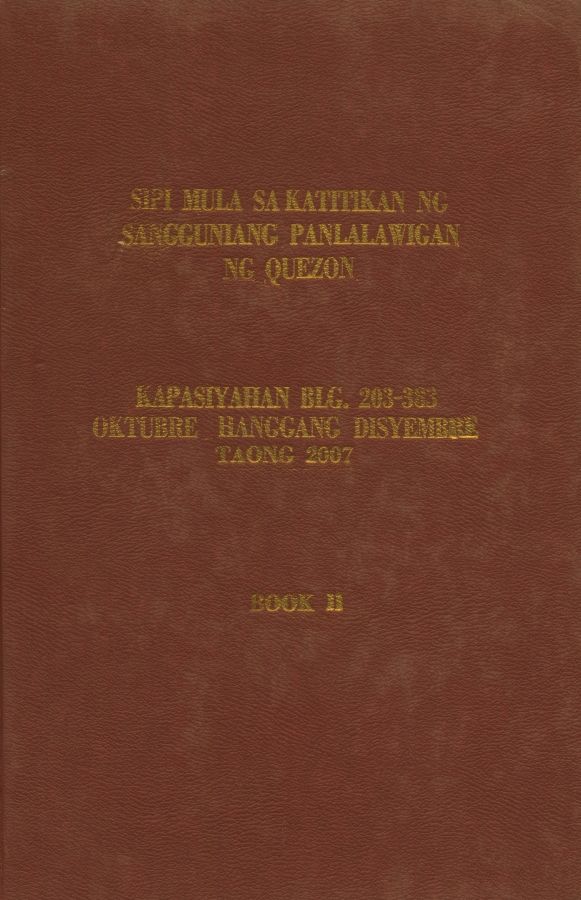 SIPI MULA SA KATITIKAN NG
SANGGUNIANG PANLALAWIGAN
NG QUEZON
KAPASIYAHAN BLG. 203-363
OKTUBRE HANGGANG DISYEMBRE
TAONG 2007
BOOK II